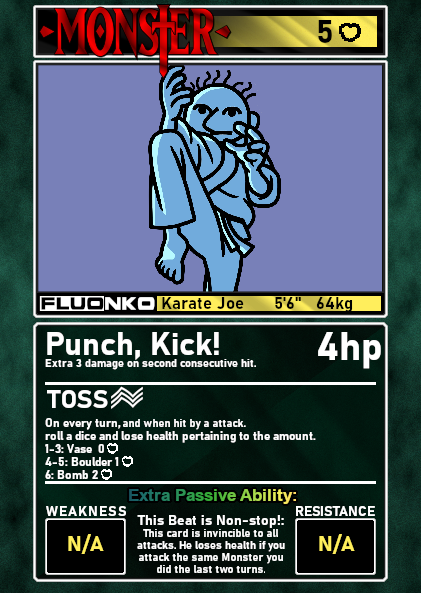 MONSTER
5
FLUONKO Karate Joe 5'6" 64kg
Punch, Kick! 4hp
Extra 3 damage on second consecutive hit.
TOSS
On every turn, and when hit by a attack.
roll a dice and lose health pertaining to the amount.
1-3: Vase 0
4-5: Boulder 1
6: Bomb 2
Extra Passive Ability:
WEAKNESS
N/A
This Beat is Non-stop!:
This card is invincible to all
attacks. He loses health if you
attack the same Monster you
did the last two turns.
RESISTANCE
N/A